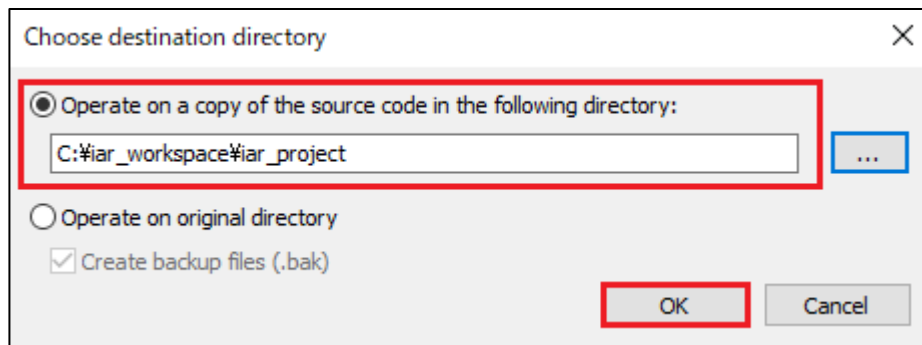 Choose destination directory
Operate on a copy of the source code in the following directory:
C:¥iar_workspace¥iar_project
...
Operate on original directory
Create backup files (.bak)
OK
Cancel